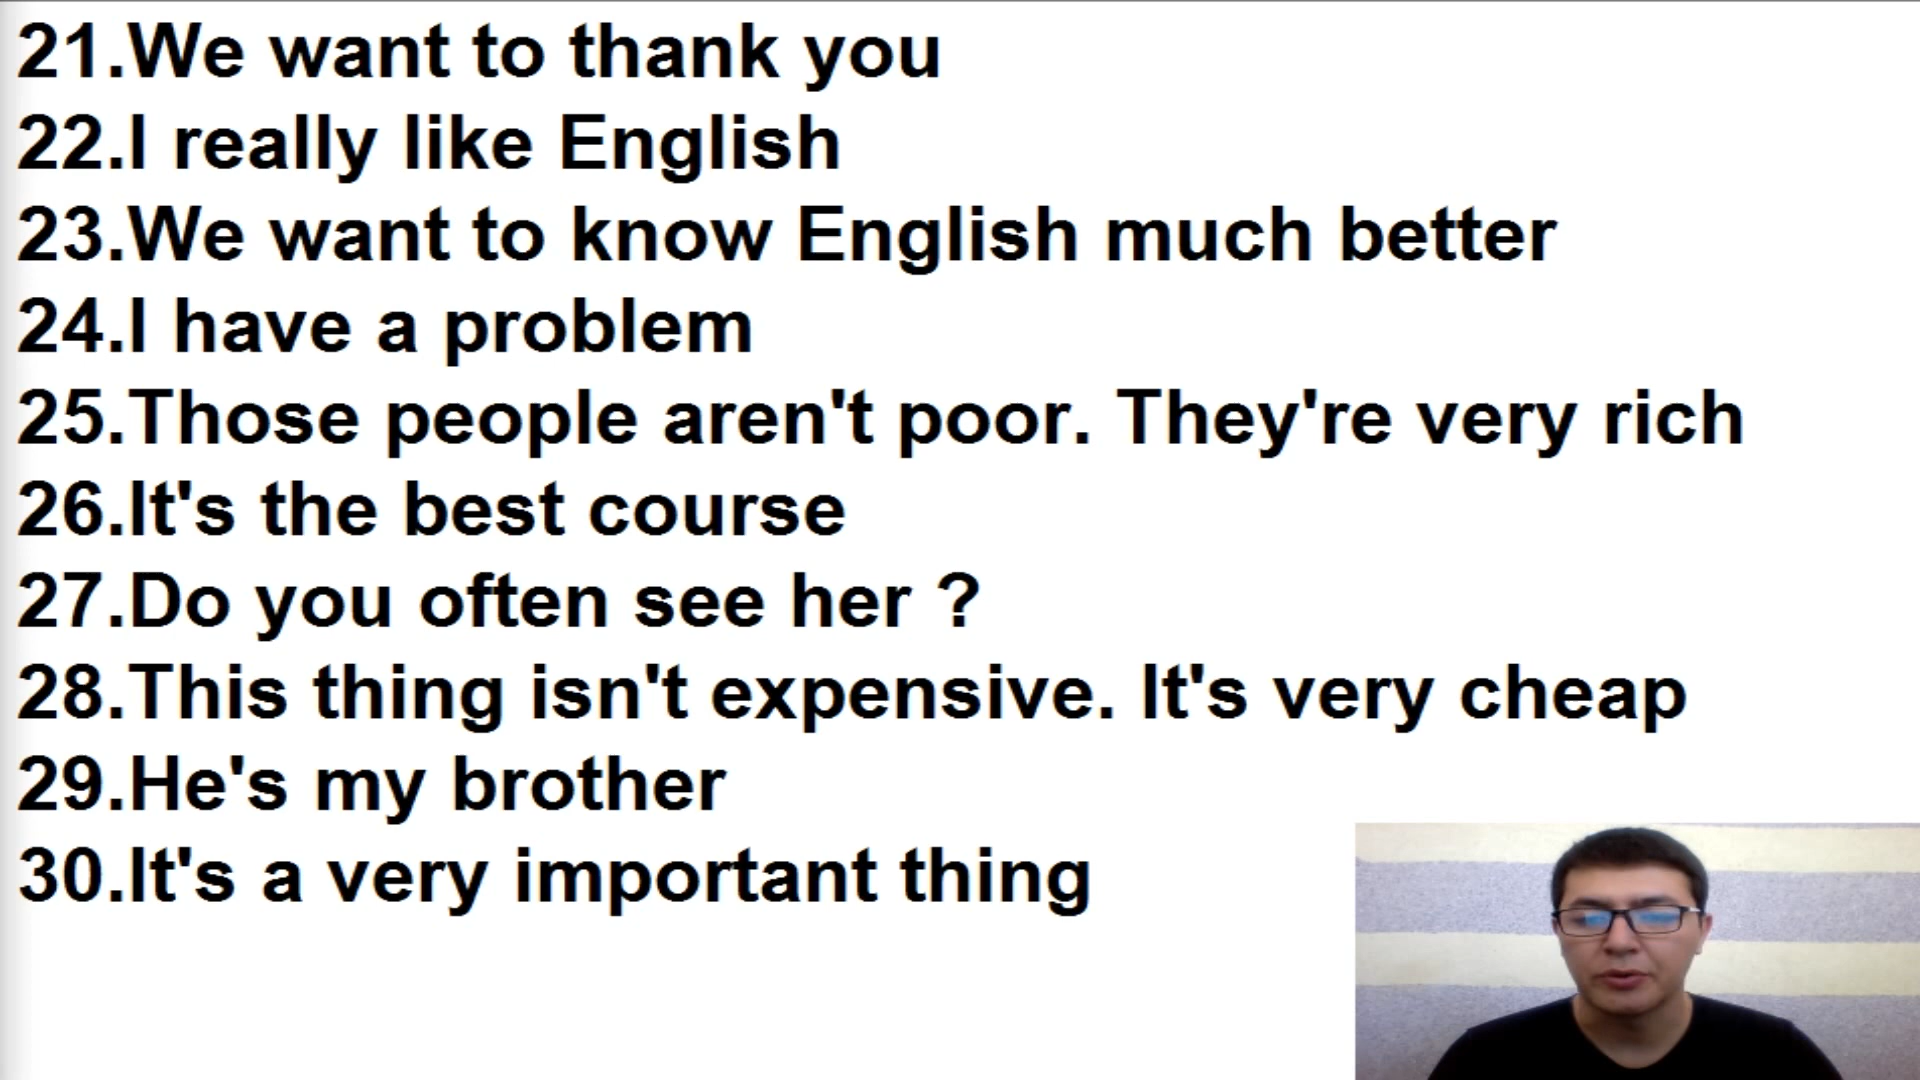 21.We want to thank you
22.I really like English
23.We want to know English much better
24.I have a problem
25.Those people aren't poor. They're very rich
26.It's the best course
27.Do you often see her ?
28.This thing isn't expensive. It's very cheap
29.He's my brother
30.It's a very important thing